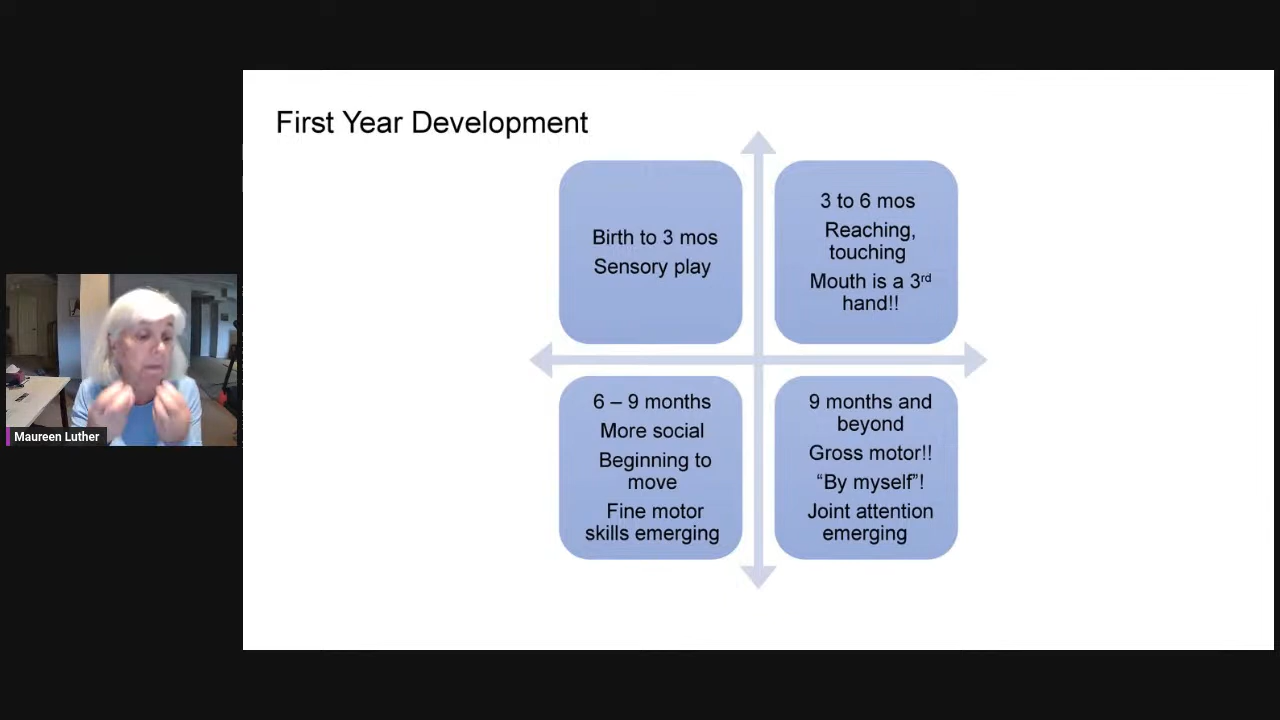 First Year Development
Birth to 3 mos
Sensory play
3 to 6 mos
Reaching,
touching
Mouth is a 3rd
hand!!
6 – 9 months
More social
Beginning to
move
Fine motor
skills emerging
9 months and
beyond
Gross motor!!
“By myself”!
Joint attention
emerging
Maureen Luther